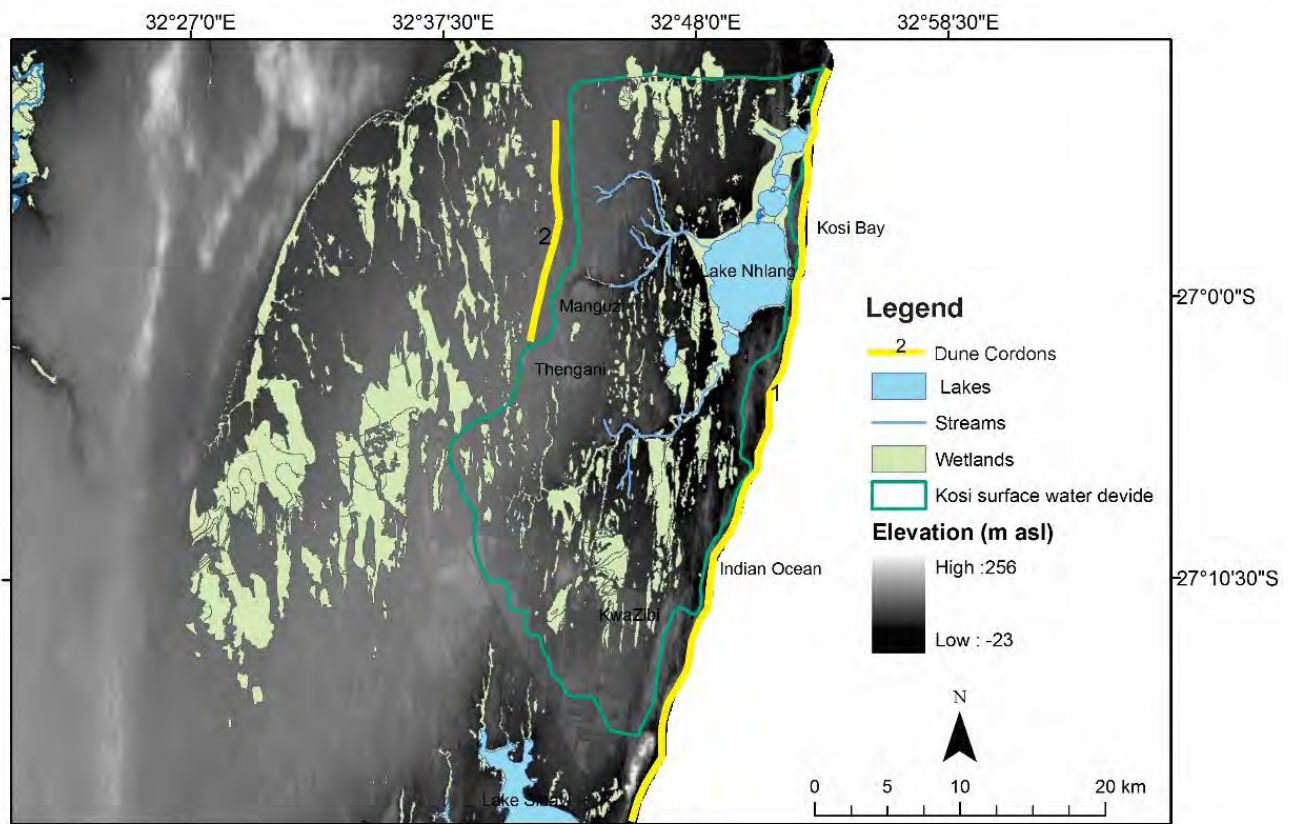 32°27'0"E 32°37'30"E 32°48'0"E 32°58'30"E
Kosi Bay
2
Lake Nhlang
27°0'0"S
Manguz
Legend
2 Dune Cordons
Thengani
Lakes
1
Streams
Wetlands
Kosi surface water devide
Elevation (m asl)
High :256
Indian Ocean
27°10'30"S
KwaZibi
Low : -23
N
0 5 10 20 km
Lake